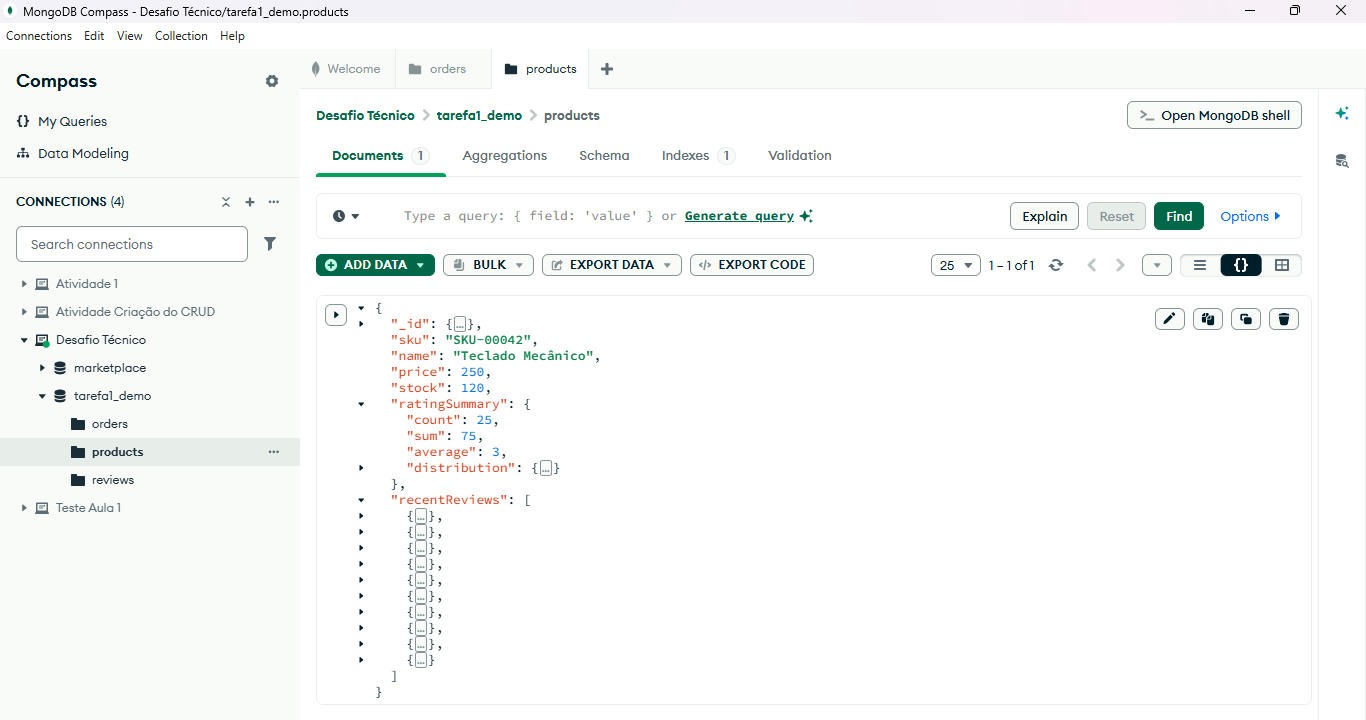 MongoDB Compass - Desafio Técnico/tarefa1_demo.products
Connections Edit View Collection Help
Compass
Welcome
orders
products
{} My Queries
Data Modeling
CONNECTIONS (4)
Search connections
Atividade 1
Atividade Criação do CRUD
Desafio Técnico
marketplace
tarefa1_demo
orders
products
reviews
Teste Aula 1
Desafio Técnico > tarefa1_demo > products
>_ Open MongoDB shell
Documents 1 Aggregations Schema Indexes 1 Validation
Type a query: { field: 'value' } or Generate query
Explain Reset Find Options
ADD DATA BULK EXPORT DATA </> EXPORT CODE
25 1 – 1 of 1 {}
{
"_id": {…},
"sku": "SKU-00042",
"name": "Teclado Mecânico",
"price": 250,
"stock": 120,
"ratingSummary": {
"count": 25,
"sum": 75,
"average": 3,
"distribution": {…}
},
"recentReviews": [
{…},
{…},
{…},
{…},
{…},
{…},
{…},
{…},
{…},
{…}
]
}